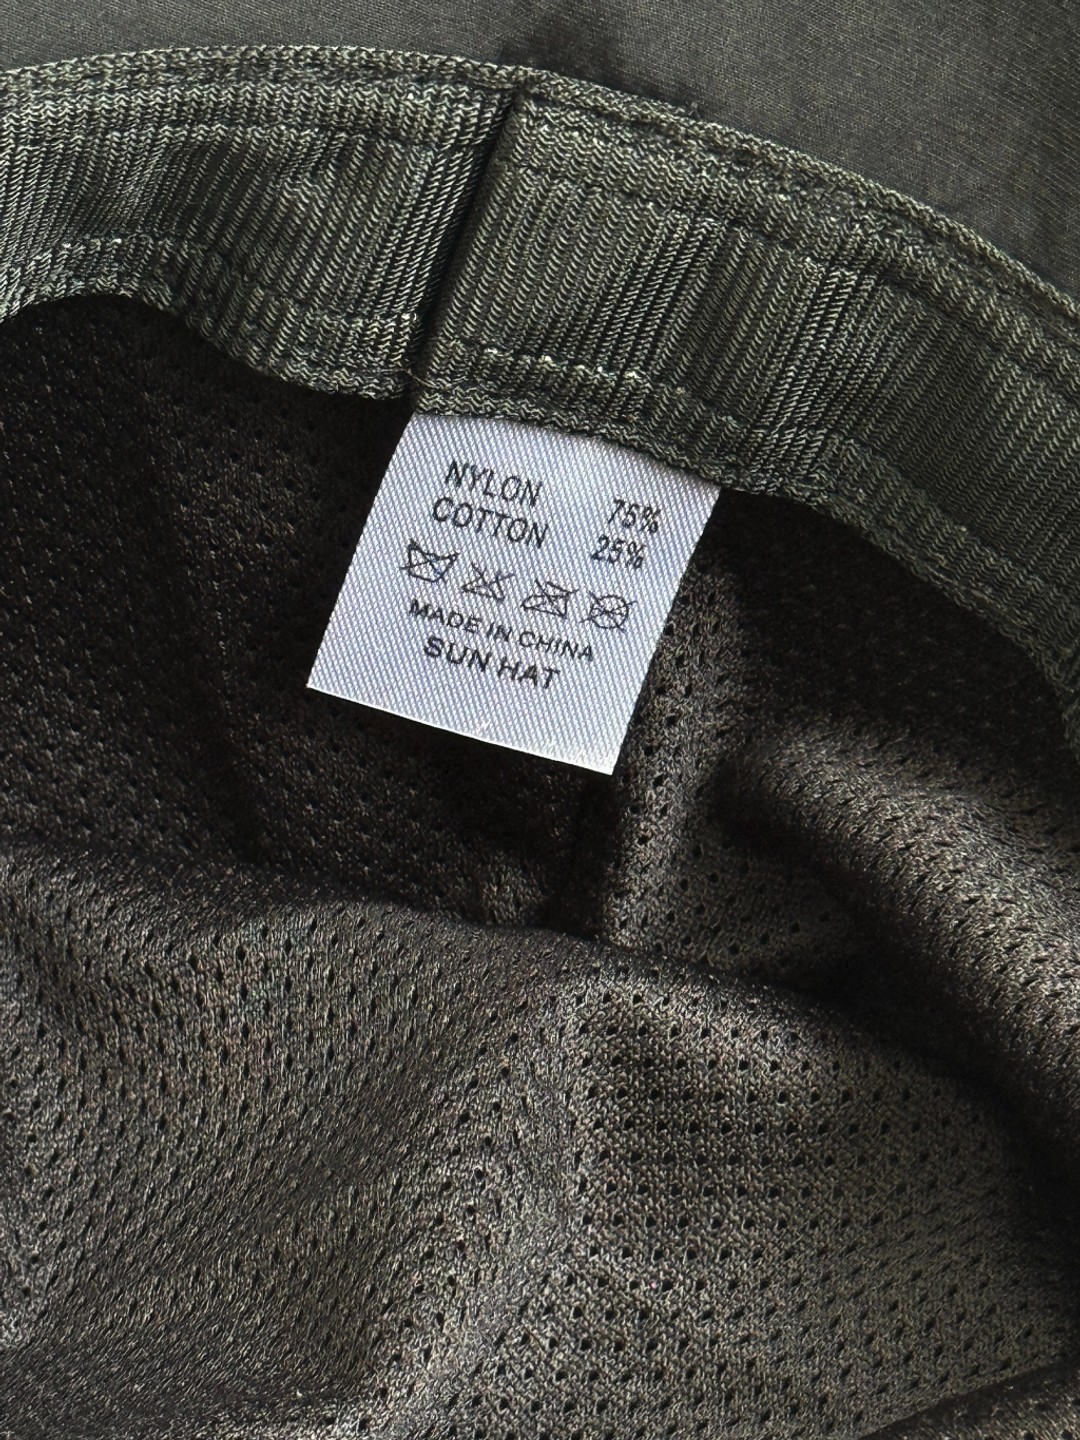 NYLON 75%
COTTON 25%
MADE IN CHINA
SUN HAT